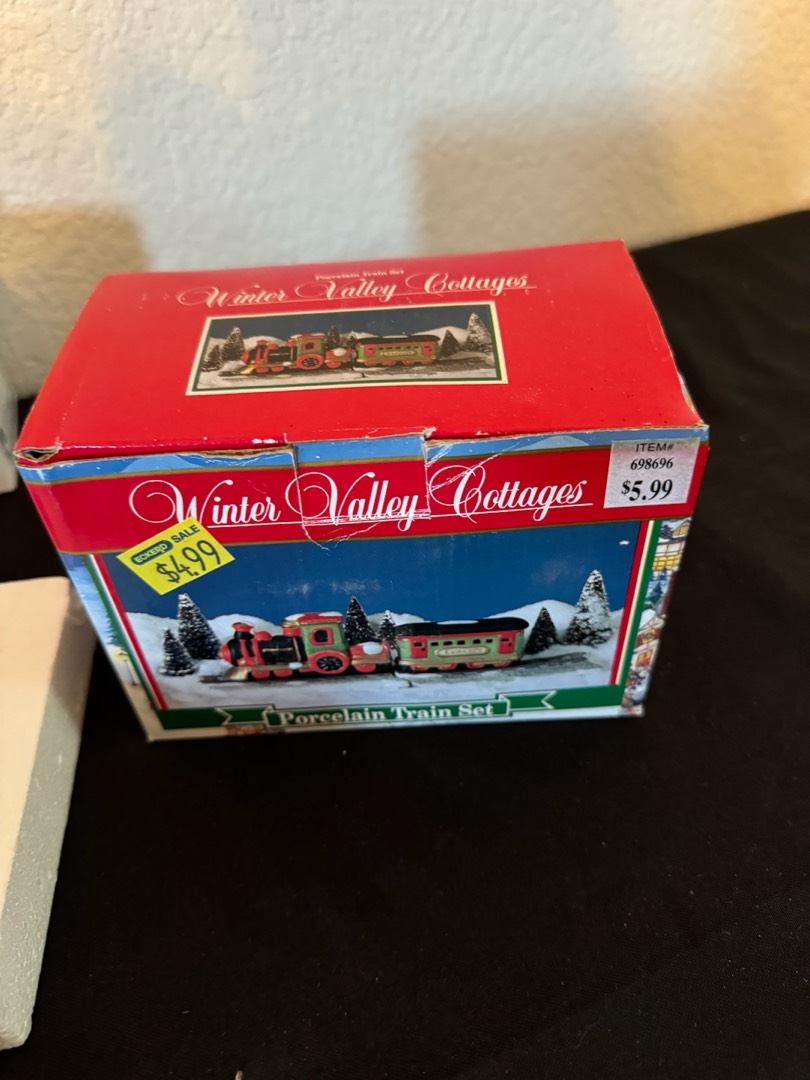 Porcelain Train Set
Winter Valley Cottages
Winter Valley Cottages
ITEM#
698696
$5.99
ECKERD SALE
$4.99
Porcelain Train Set